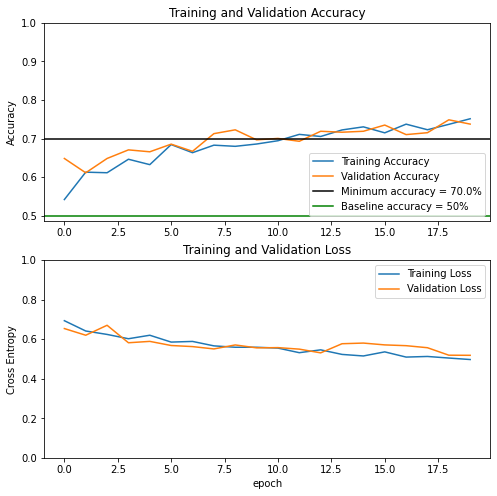 Training and Validation Accuracy
1.0
0.9
0.8
0.7
0.6
0.5
Accuracy
Training Accuracy
Validation Accuracy
Minimum accuracy = 70.0%
Baseline accuracy = 50%
0.0 2.5 5.0 7.5 10.0 12.5 15.0 17.5
Training and Validation Loss
1.0
0.8
0.6
0.4
0.2
0.0
Cross Entropy
Training Loss
Validation Loss
0.0 2.5 5.0 7.5 10.0 12.5 15.0 17.5
epoch